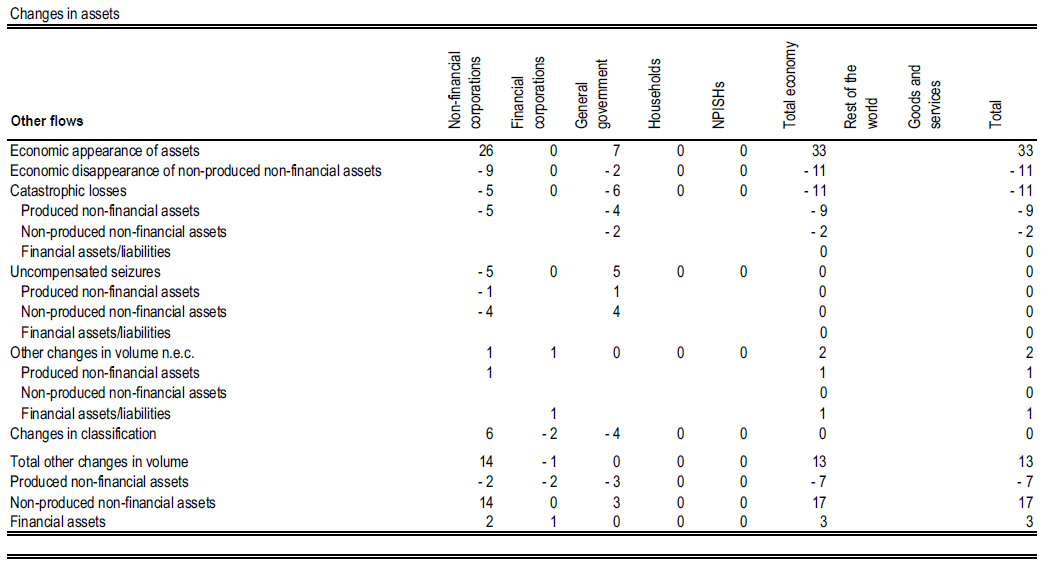 Changes in assets
Other flows Non-financial corporations Financial corporations General government Households NPISHs Total economy Rest of the world Goods and services Total
Economic appearance of assets 26 0 7 0 0 33 33
Economic disappearance of non-produced non-financial assets - 9 0 - 2 0 0 - 11 - 11
Catastrophic losses - 5 0 - 6 0 0 - 11 - 11
Produced non-financial assets - 5 - 4 - 9 - 9
Non-produced non-financial assets - 2 - 2 - 2
Financial assets/liabilities 0 0
Uncompensated seizures - 5 0 5 0 0 0 0
Produced non-financial assets - 1 1 0 0
Non-produced non-financial assets - 4 4 0 0
Financial assets/liabilities 0 0
Other changes in volume n.e.c. 1 1 0 0 0 2 2
Produced non-financial assets 1 1 1
Non-produced non-financial assets 0 0
Financial assets/liabilities 1 1 1
Changes in classification 6 - 2 - 4 0 0 0 0
Total other changes in volume 14 - 1 0 0 0 13 13
Produced non-financial assets - 2 - 2 - 3 0 0 - 7 - 7
Non-produced non-financial assets 14 0 3 0 0 17 17
Financial assets 2 1 0 0 0 3 3